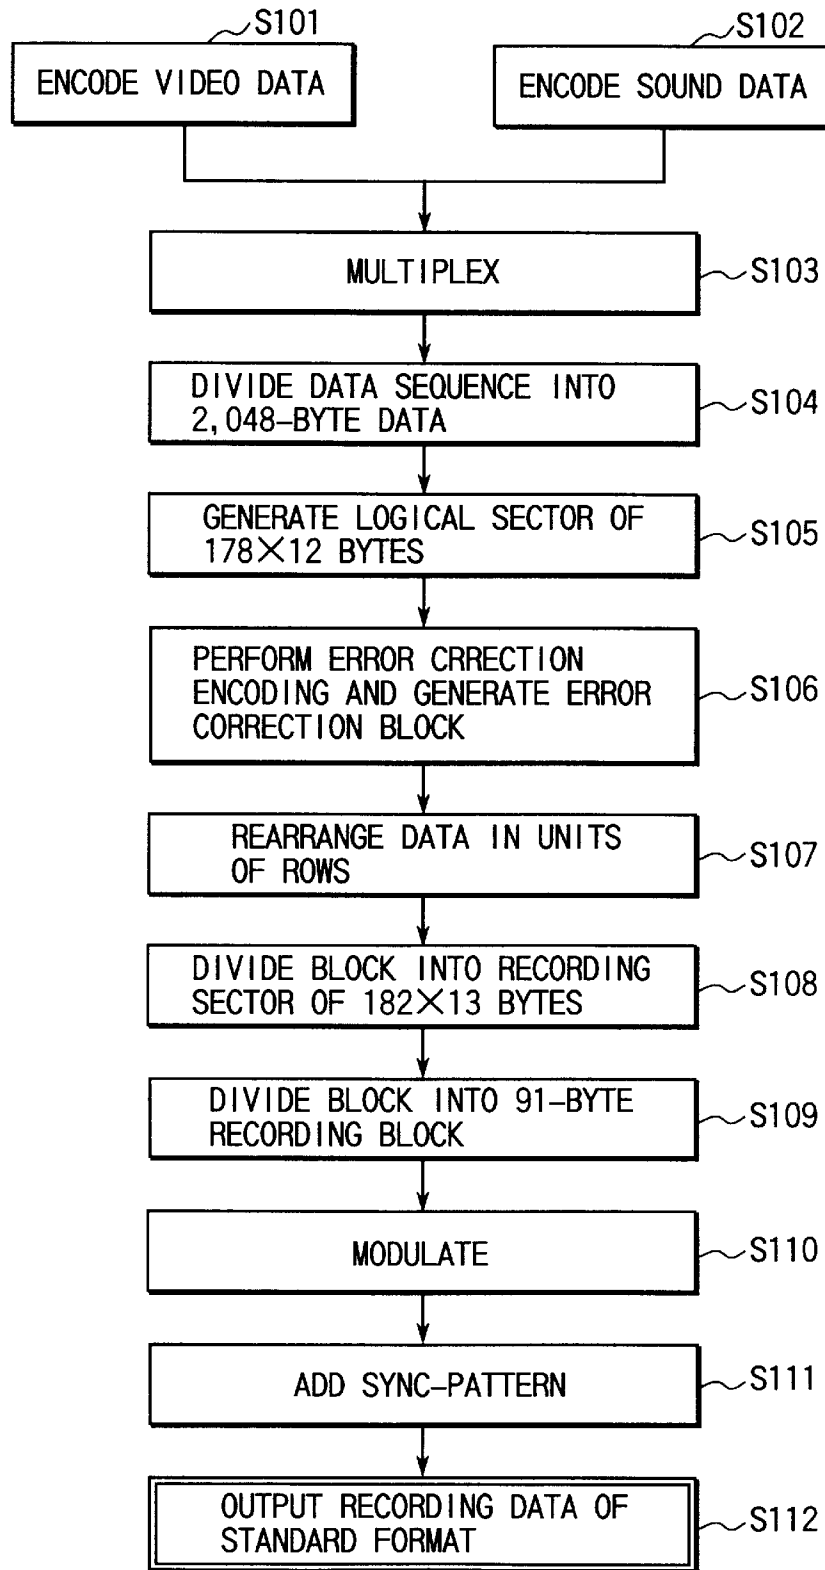 S101
S102
ENCODE VIDEO DATA
ENCODE SOUND DATA
MULTIPLEX
S103
DIVIDE DATA SEQUENCE INTO
2,048-BYTE DATA
S104
GENERATE LOGICAL SECTOR OF
178×12 BYTES
S105
PERFORM ERROR CRRECTION
ENCODING AND GENERATE ERROR
CORRECTION BLOCK
S106
REARRANGE DATA IN UNITS
OF ROWS
S107
DIVIDE BLOCK INTO RECORDING
SECTOR OF 182×13 BYTES
S108
DIVIDE BLOCK INTO 91-BYTE
RECORDING BLOCK
S109
MODULATE
S110
ADD SYNC-PATTERN
S111
OUTPUT RECORDING DATA OF
STANDARD FORMAT
S112